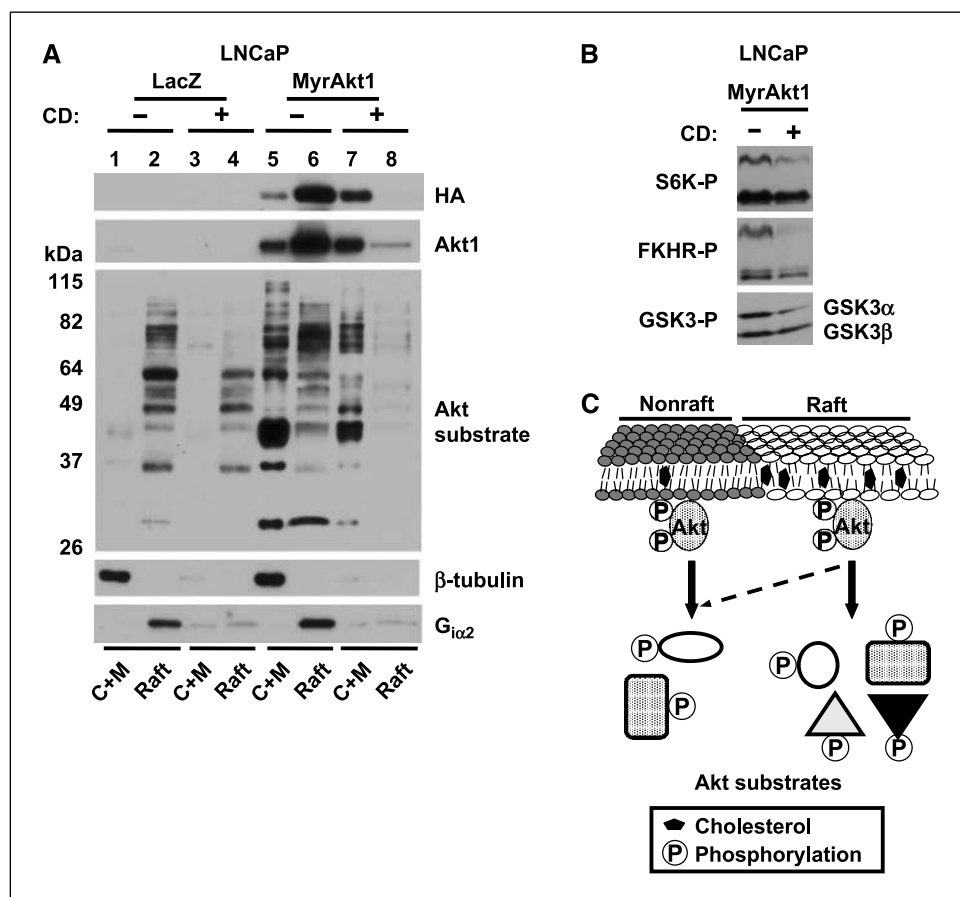 A
LNCaP
LacZ MyrAkt1
CD: − + − +
1 2 3 4 5 6 7 8
HA
Akt1
kDa
115
82
64
49
37
26
Akt
substrate
β-tubulin
Giα2
C+M Raft C+M Raft C+M Raft C+M Raft
B
LNCaP
MyrAkt1
CD: − +
S6K-P
FKHR-P
GSK3-P
GSK3α
GSK3β
C
Nonraft Raft
P P
Akt Akt
P P
P
P P
P
P P
Akt substrates
Cholesterol
P Phosphorylation